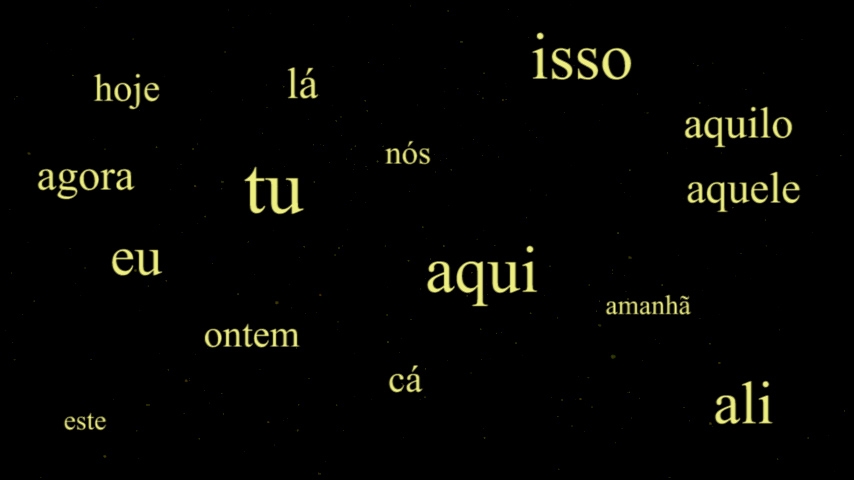 isso
hoje
lá
aquilo
nós
agora
tu
aquele
eu
aqui
amanhã
ontem
cá
ali
este